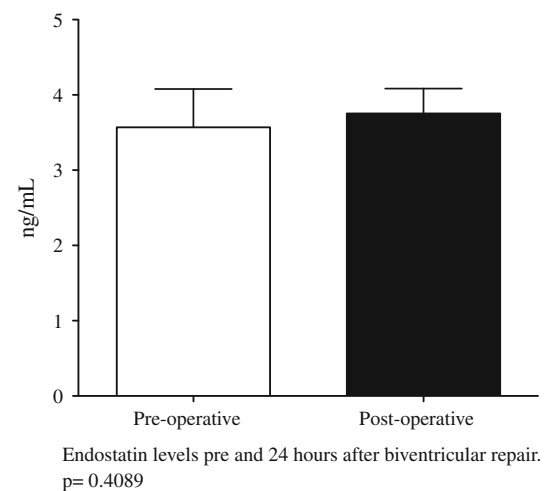 5
4
3
2
1
0
ng/mL
Pre-operative Post-operative
Endostatin levels pre and 24 hours after biventricular repair.
p= 0.4089